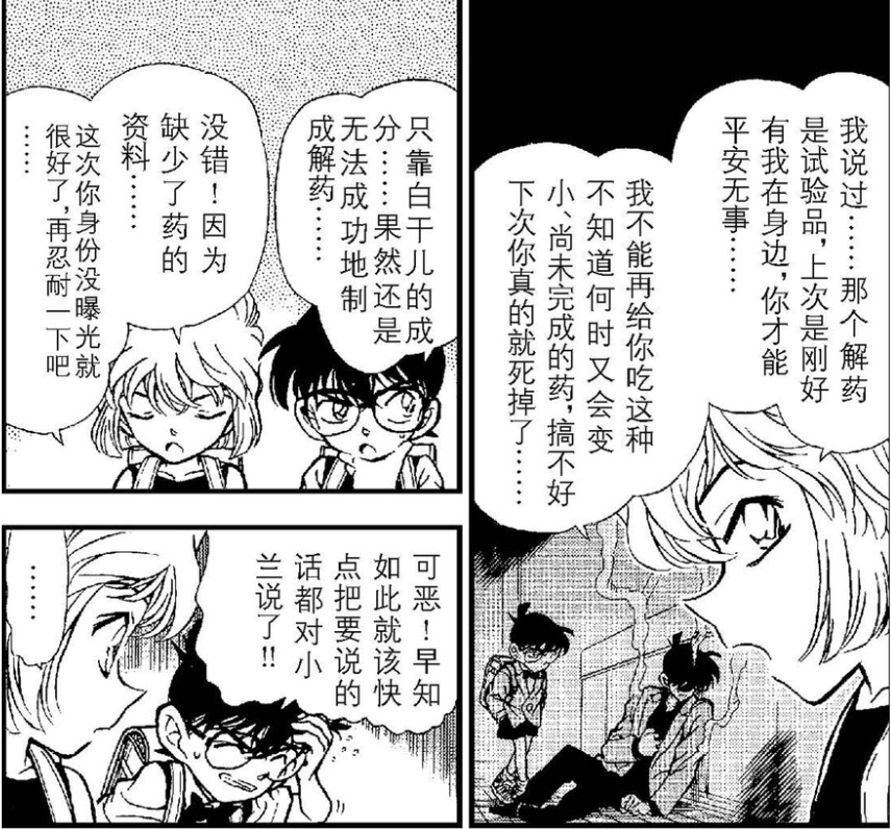 我说过……那个解药
是试验品，上次是刚好
有我在身边，你才能
平安无事……
我不能再给你吃这种
不知道何时又会变
小、尚未完成的药，搞不好
下次你真的就死掉了……
只靠白干儿的成
分……果然还是
无法成功地制
成解药……
没错！因为
缺少了药的
资料……
这次你身份没曝光就
很好了，再忍耐一下吧
……
可恶！早知
如此就该快
点把要说的
话都对小
兰说了!!
……